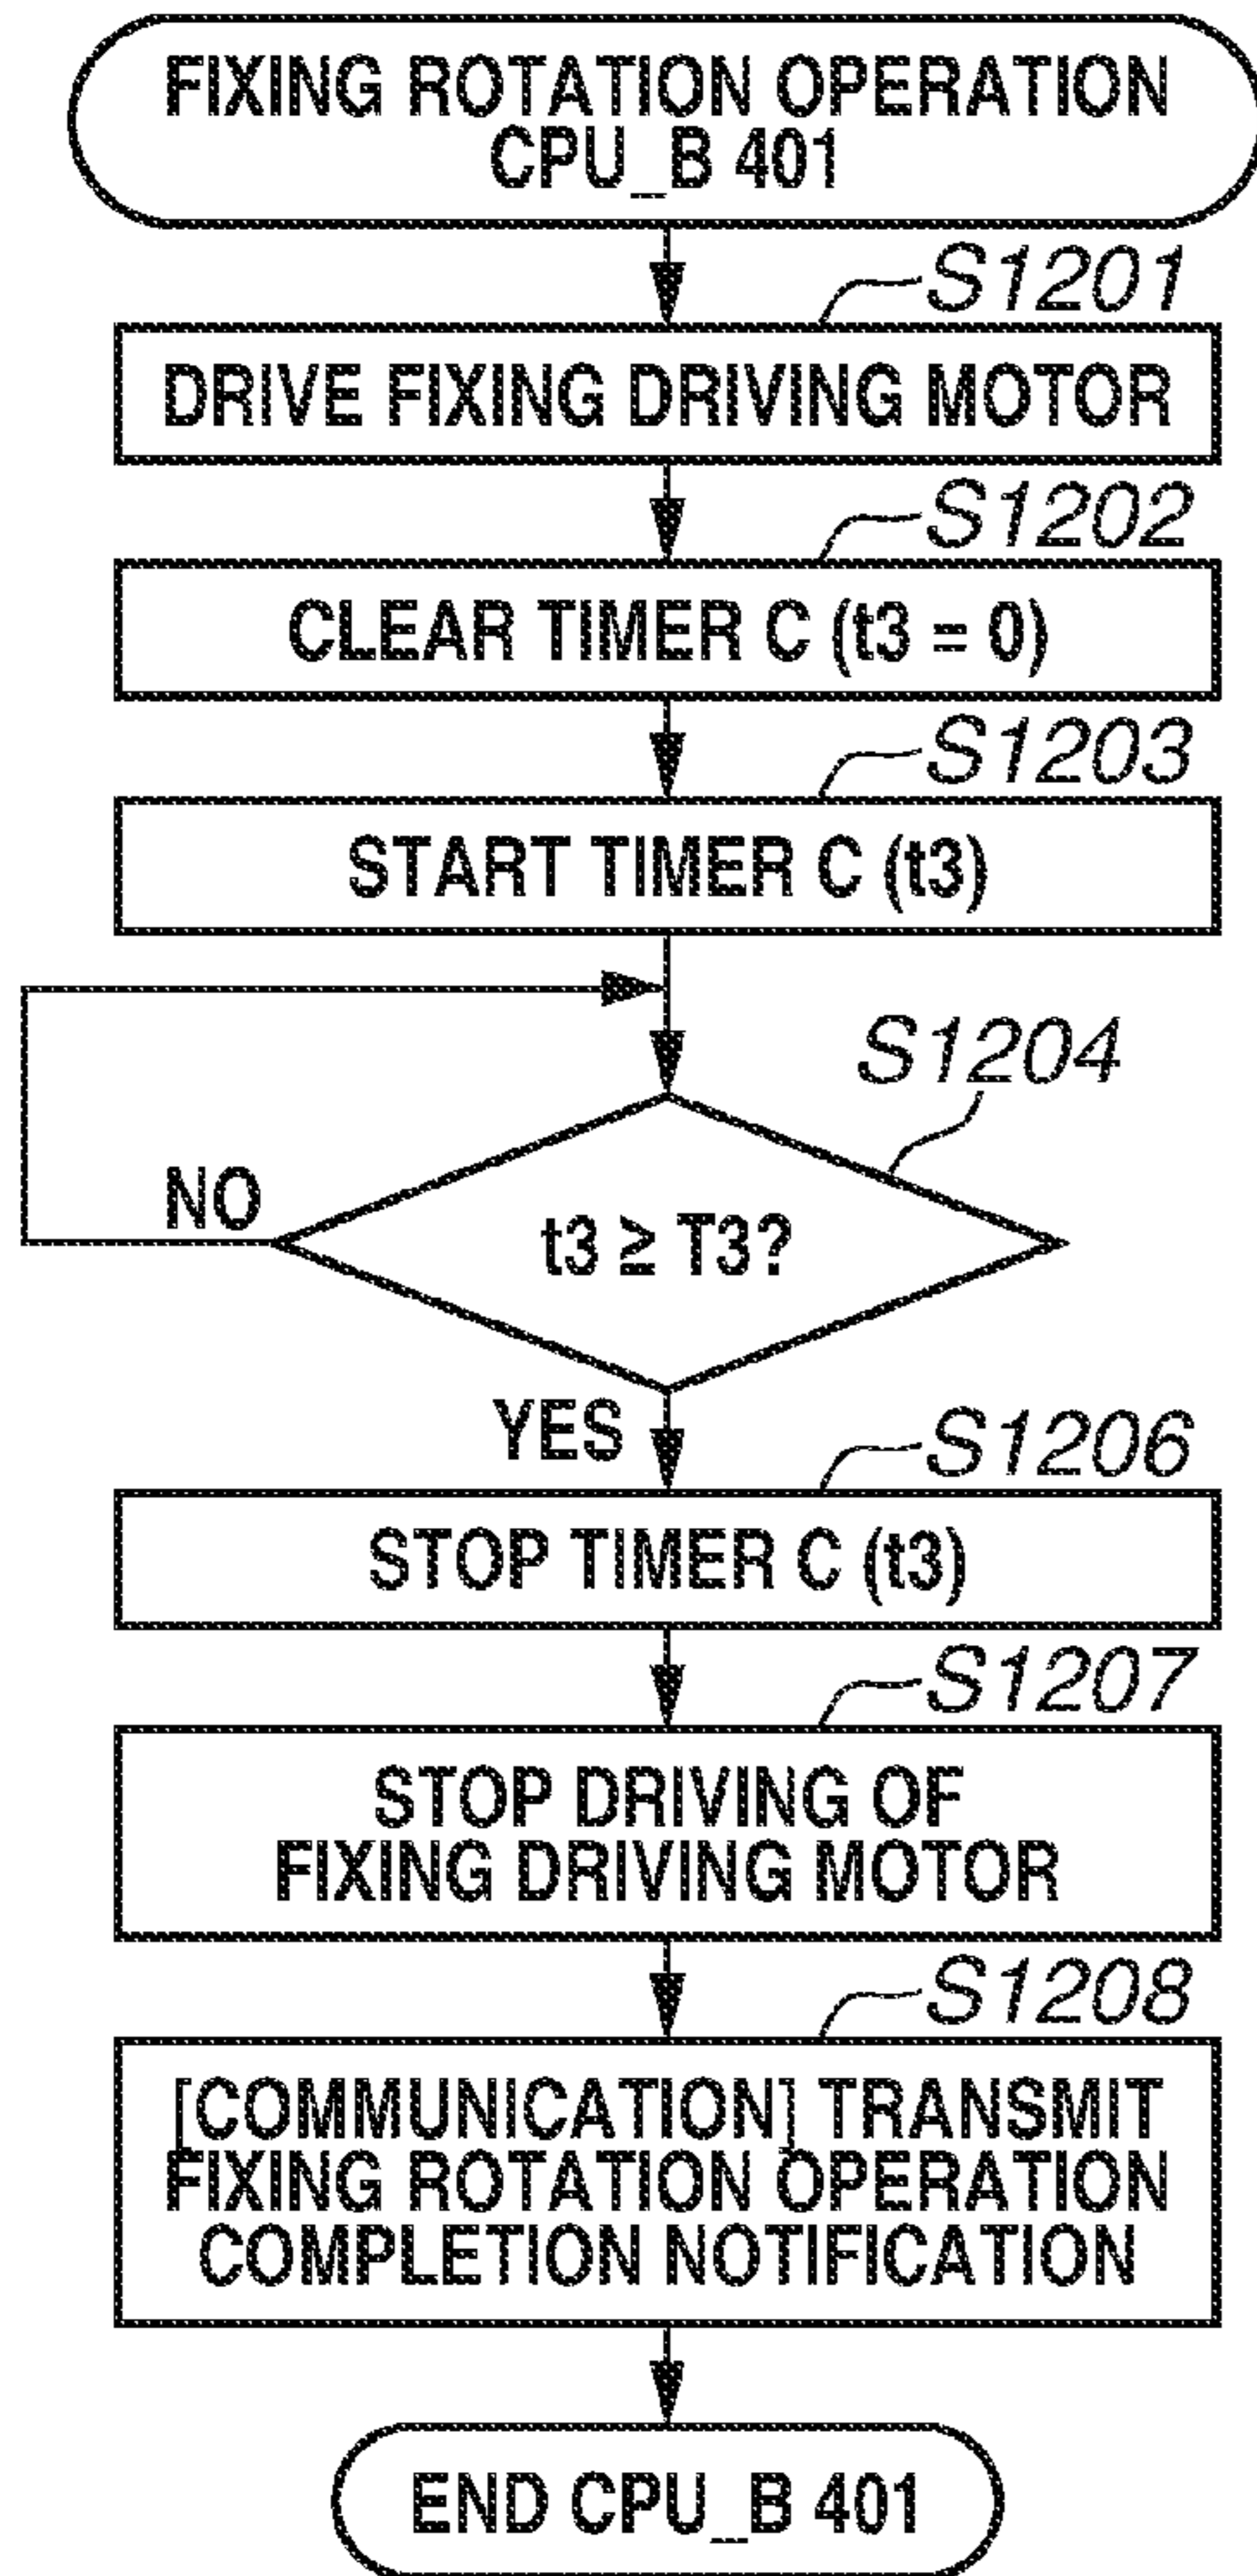 FIXING ROTATION OPERATION
CPU_B 401
S1201
DRIVE FIXING DRIVING MOTOR
S1202
CLEAR TIMER C (t3 = 0)
S1203
START TIMER C (t3)
S1204
NO
t3 ≥ T3?
YES
S1206
STOP TIMER C (t3)
S1207
STOP DRIVING OF
FIXING DRIVING MOTOR
S1208
[COMMUNICATION] TRANSMIT
FIXING ROTATION OPERATION
COMPLETION NOTIFICATION
END CPU_B 401